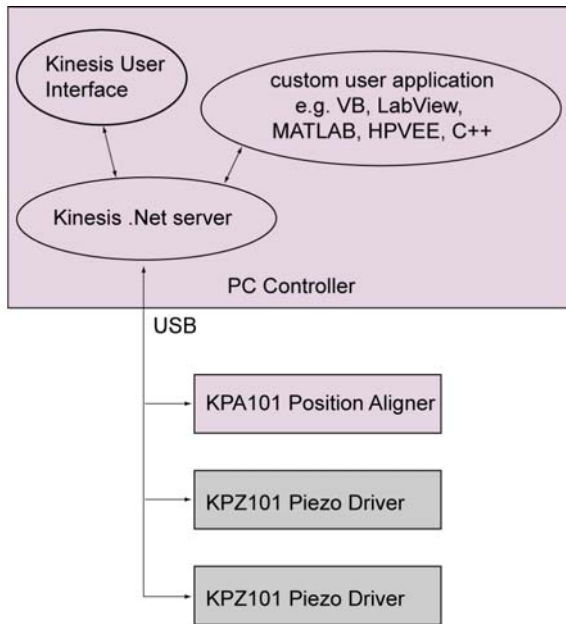 Kinesis User
Interface
custom user application
e.g. VB, LabView,
MATLAB, HPVEE, C++
Kinesis .Net server
PC Controller
USB
KPA101 Position Aligner
KPZ101 Piezo Driver
KPZ101 Piezo Driver